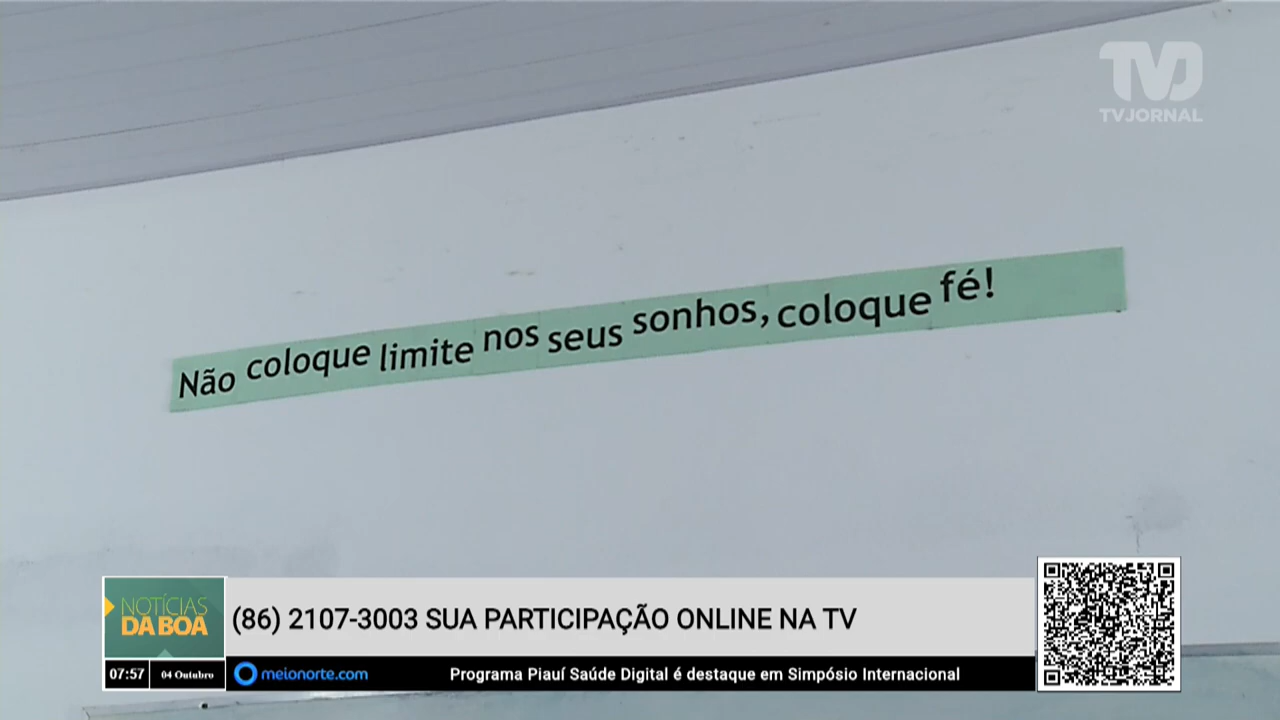 TVJ
TV JORNAL
Não coloque limite nos seus sonhos, coloque fé!
NOTÍCIAS
DA BOA
(86) 2107-3003 SUA PARTICIPAÇÃO ONLINE NA TV
07:57
04 Outubro
meionorte.com
Programa Piauí Saúde Digital é destaque em Simpósio Internacional